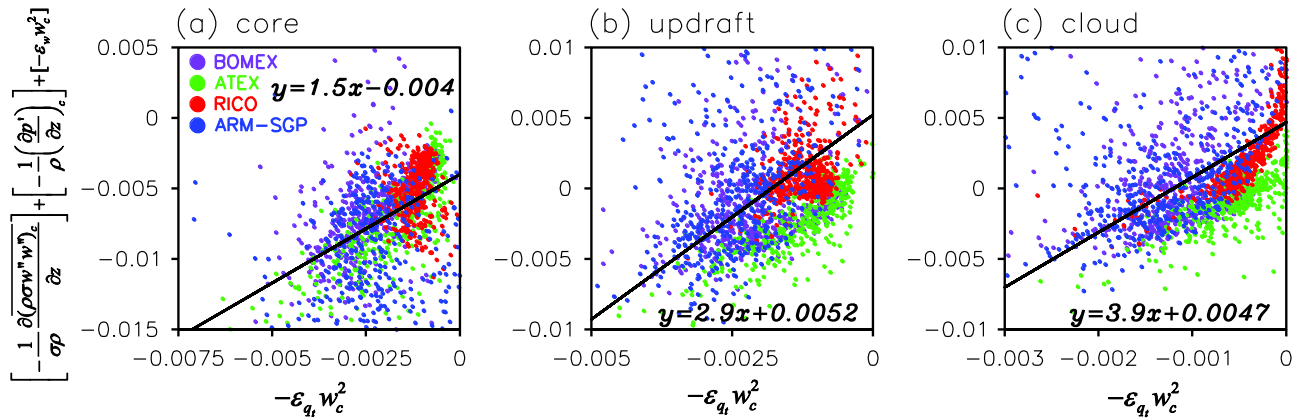 (a) core
(b) updraft
(c) cloud
[-1/σρ ∂(ρσw"w")_c/∂z] + [-1/ρ (∂p'/∂z)_c] + [-ε_w w_c^2]
0.005
0
-0.005
-0.01
-0.015
BOMEX
ATEX
RICO
ARM-SGP
y=1.5x-0.004
-0.0075
-0.005
-0.0025
0
-ε_{q_t} w_c^2
0.01
0.005
0
-0.005
-0.01
y=2.9x+0.0052
-0.005
-0.0025
0
-ε_{q_t} w_c^2
0.01
0.005
0
-0.005
-0.01
y=3.9x+0.0047
-0.003
-0.002
-0.001
0
-ε_{q_t} w_c^2